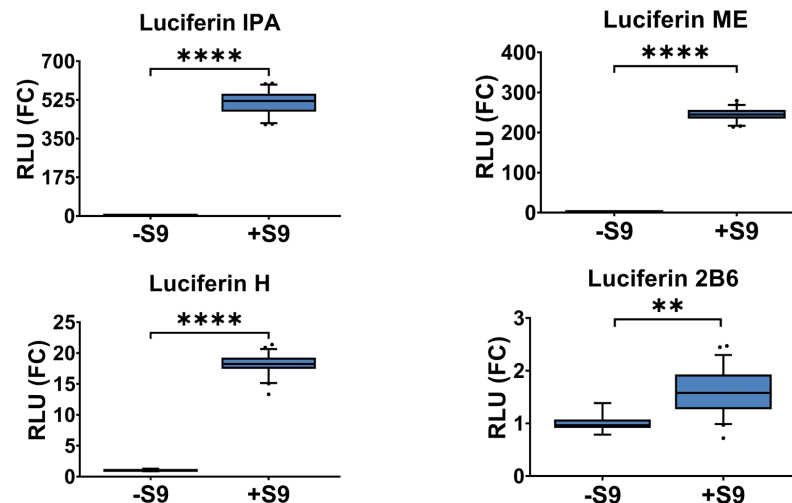 Luciferin IPA
****
RLU (FC)
700
525
350
175
0
-S9
+S9
Luciferin ME
****
RLU (FC)
400
300
200
100
0
-S9
+S9
Luciferin H
****
RLU (FC)
25
20
15
10
5
0
-S9
+S9
Luciferin 2B6
**
RLU (FC)
3
2
1
0
-S9
+S9